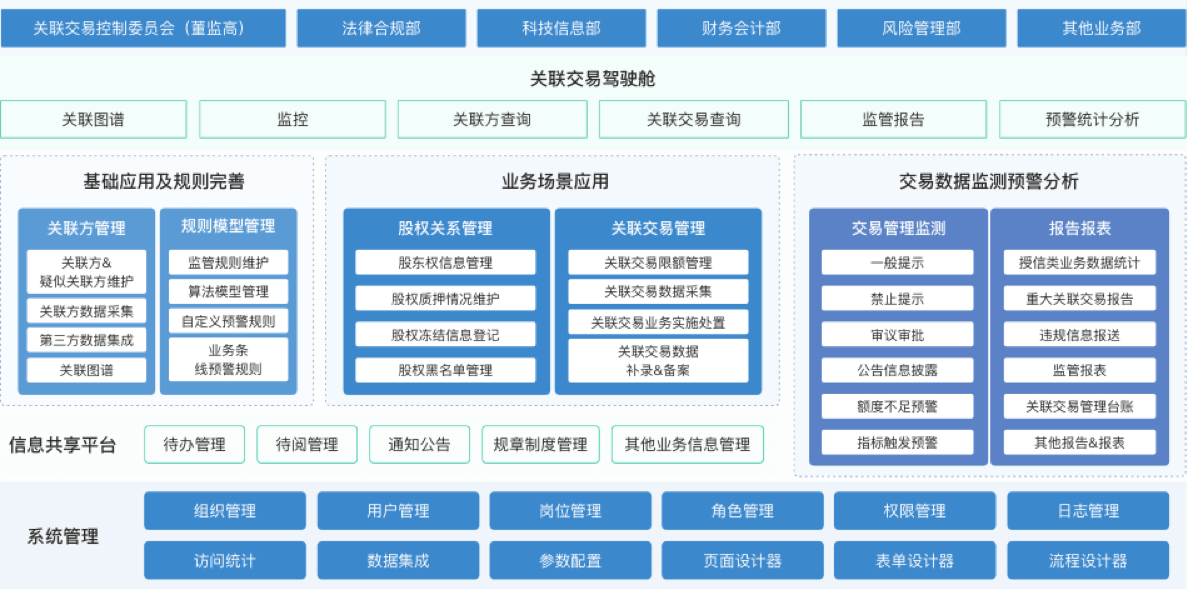 关联交易控制委员会（董监高）
法律合规部
科技信息部
财务会计部
风险管理部
其他业务部
关联交易驾驶舱
关联图谱
监控
关联方查询
关联交易查询
监管报告
预警统计分析
基础应用及规则完善
关联方管理
关联方&
疑似关联方维护
关联方数据采集
第三方数据集成
关联图谱
规则模型管理
监管规则维护
算法模型管理
自定义预警规则
业务条
线预警规则
业务场景应用
股权关系管理
股东权信息管理
股权质押情况维护
股权冻结信息登记
股权黑名单管理
关联交易管理
关联交易限额管理
关联交易数据采集
关联交易业务实施处置
关联交易数据
补录&备案
交易数据监测预警分析
交易管理监测
一般提示
禁止提示
审议审批
公告信息披露
额度不足预警
指标触发预警
报告报表
授信类业务数据统计
重大关联交易报告
违规信息报送
监管报表
关联交易管理台账
其他报告&报表
信息共享平台
待办管理
待阅管理
通知公告
规章制度管理
其他业务信息管理
系统管理
组织管理
用户管理
岗位管理
角色管理
权限管理
日志管理
访问统计
数据集成
参数配置
页面设计器
表单设计器
流程设计器